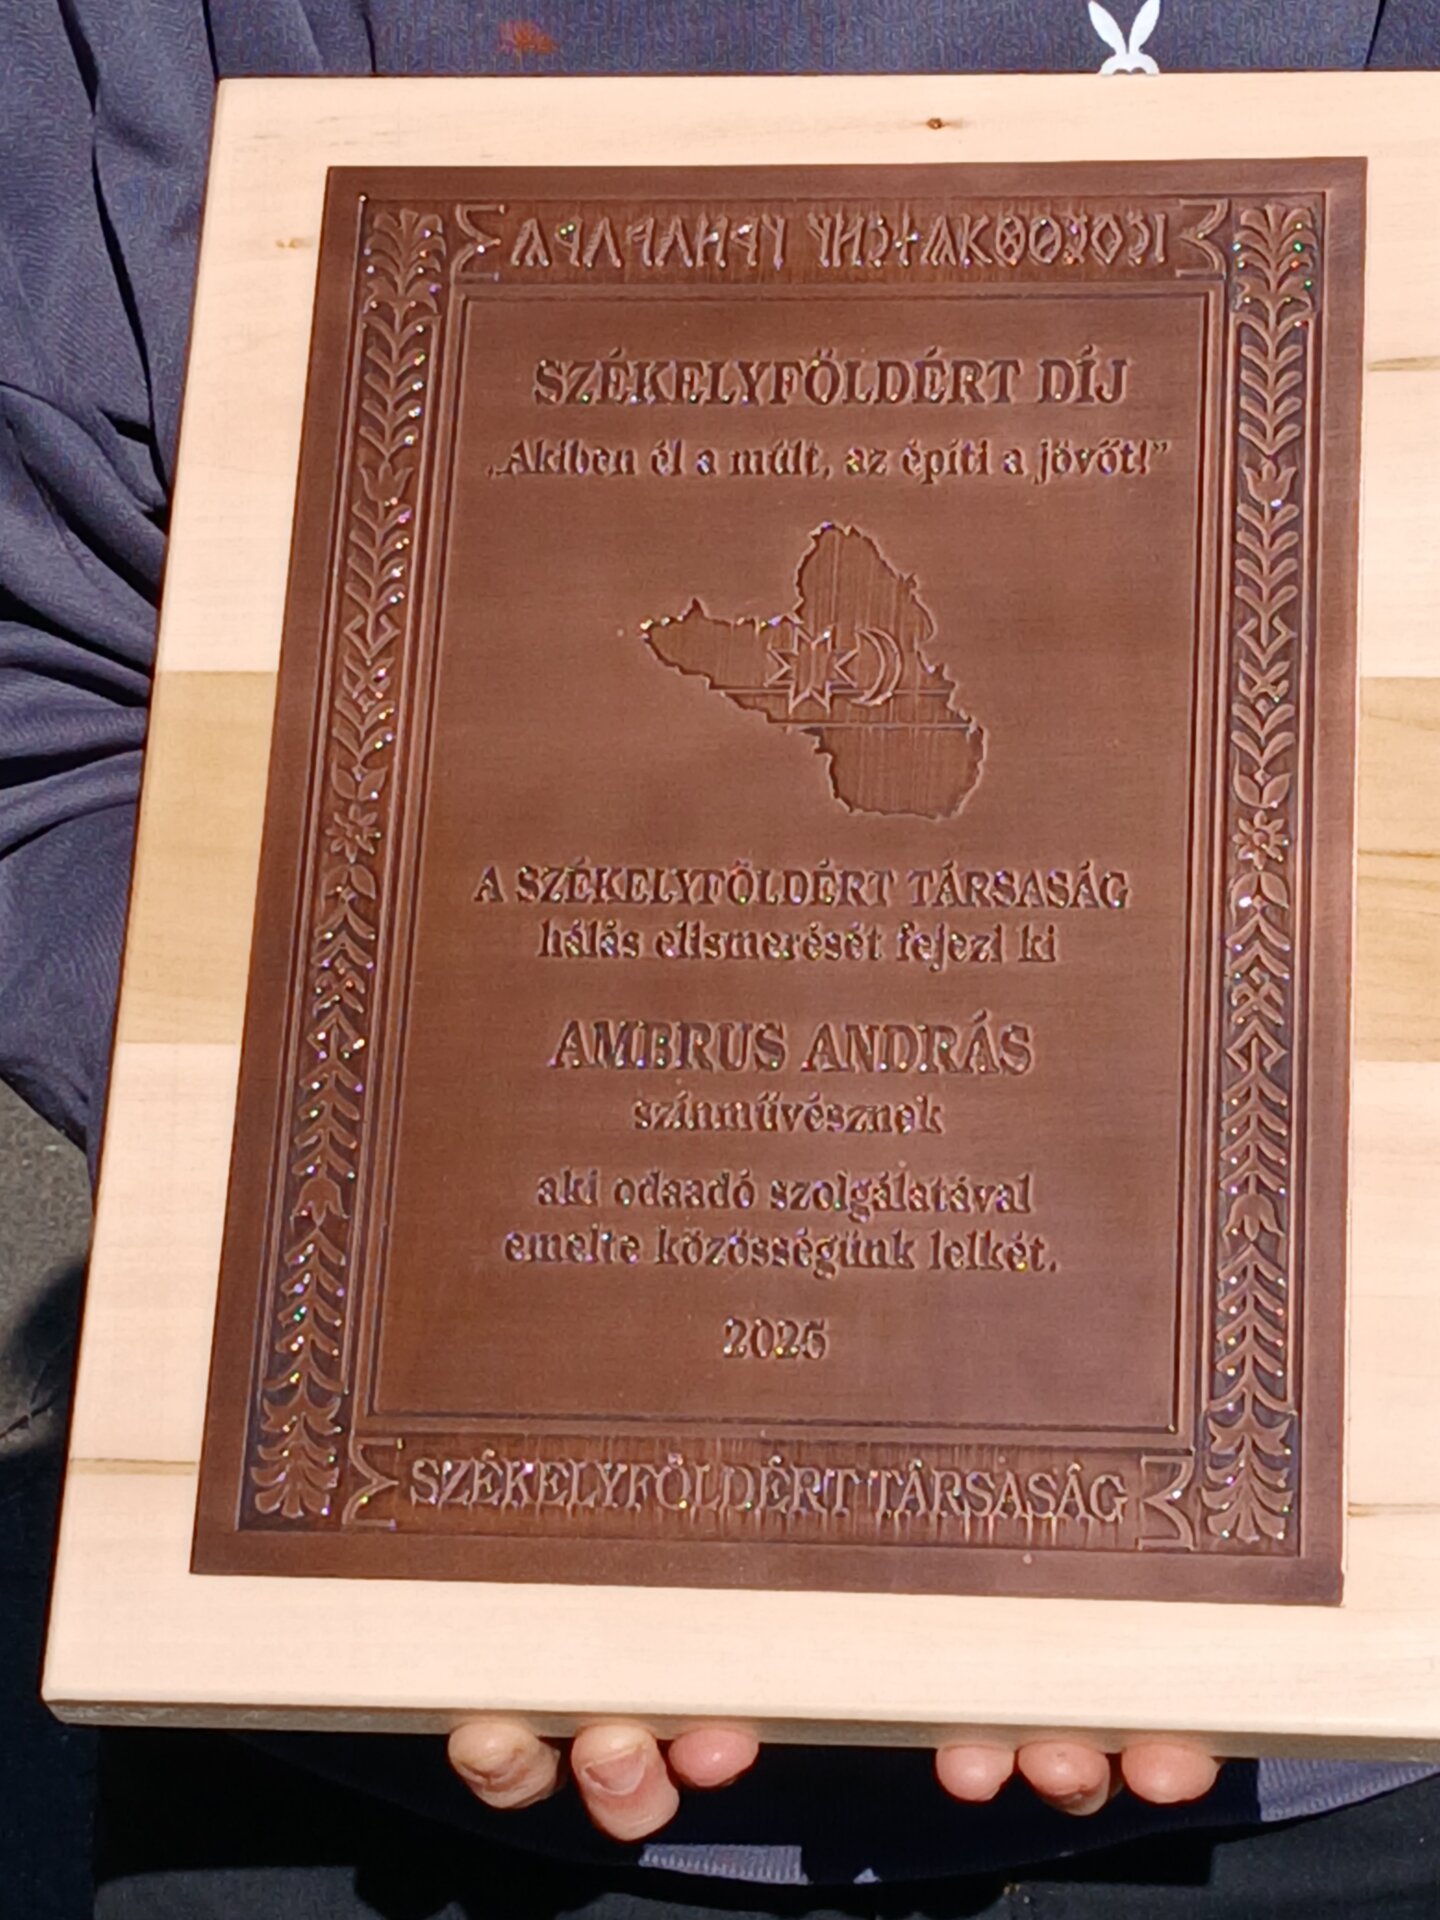 SZÉKELYFÖLDÉRT DÍJ
„Akiben él a múlt, az építi a jövőt!”
A SZÉKELYFÖLDÉRT TÁRSASÁG
hálás elismerését fejezi ki
AMBRUS ANDRÁS
színművésznek
aki odaadó szolgálatával
emelte közösségünk lelkét.
SZÉKELYFÖLDÉRT TÁRSASÁG